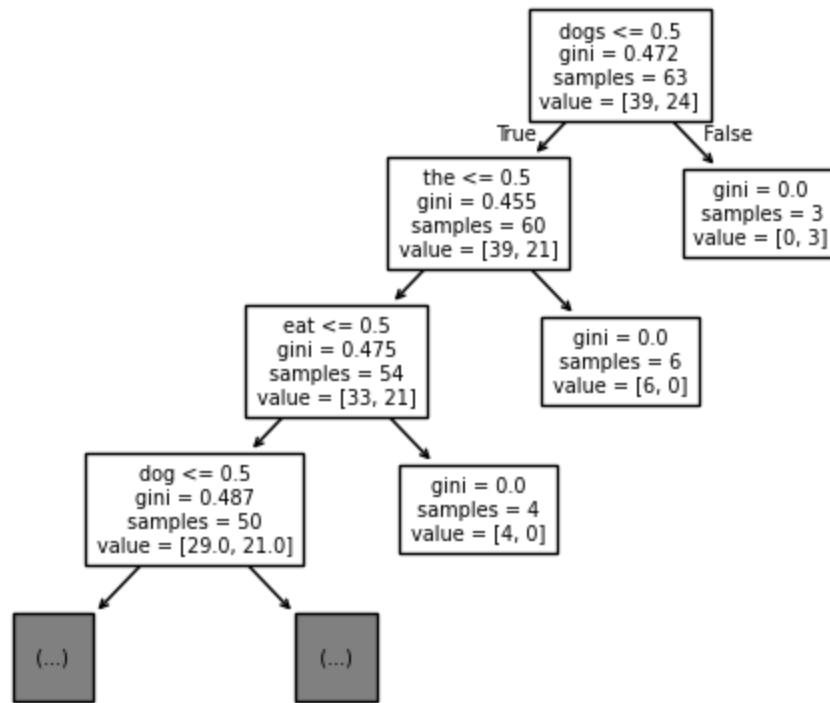 dogs <= 0.5
gini = 0.472
samples = 63
value = [39, 24]
True
False
the <= 0.5
gini = 0.455
samples = 60
value = [39, 21]
gini = 0.0
samples = 3
value = [0, 3]
eat <= 0.5
gini = 0.475
samples = 54
value = [33, 21]
gini = 0.0
samples = 6
value = [6, 0]
dog <= 0.5
gini = 0.487
samples = 50
value = [29.0, 21.0]
gini = 0.0
samples = 4
value = [4, 0]
(...)
(...)